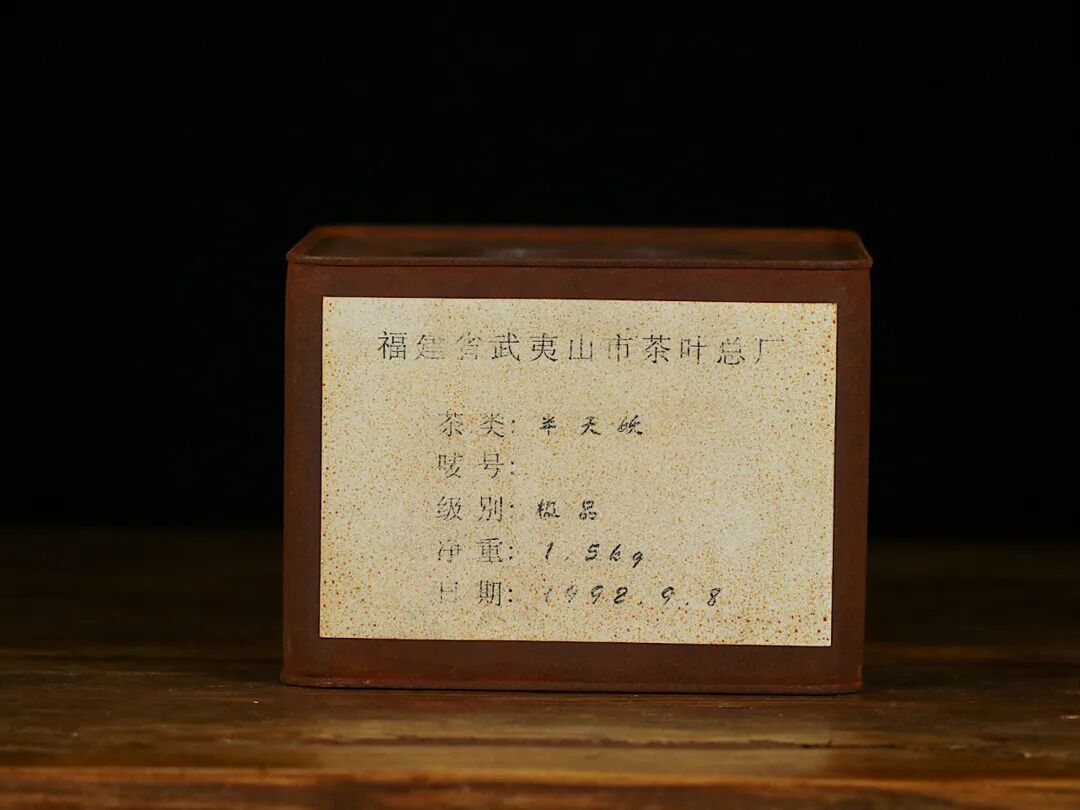 福建省武夷山市茶叶总厂
茶类: 半天妖
唛号:
级别: 极品
净重: 1.5kg
日期: 1992.9.8